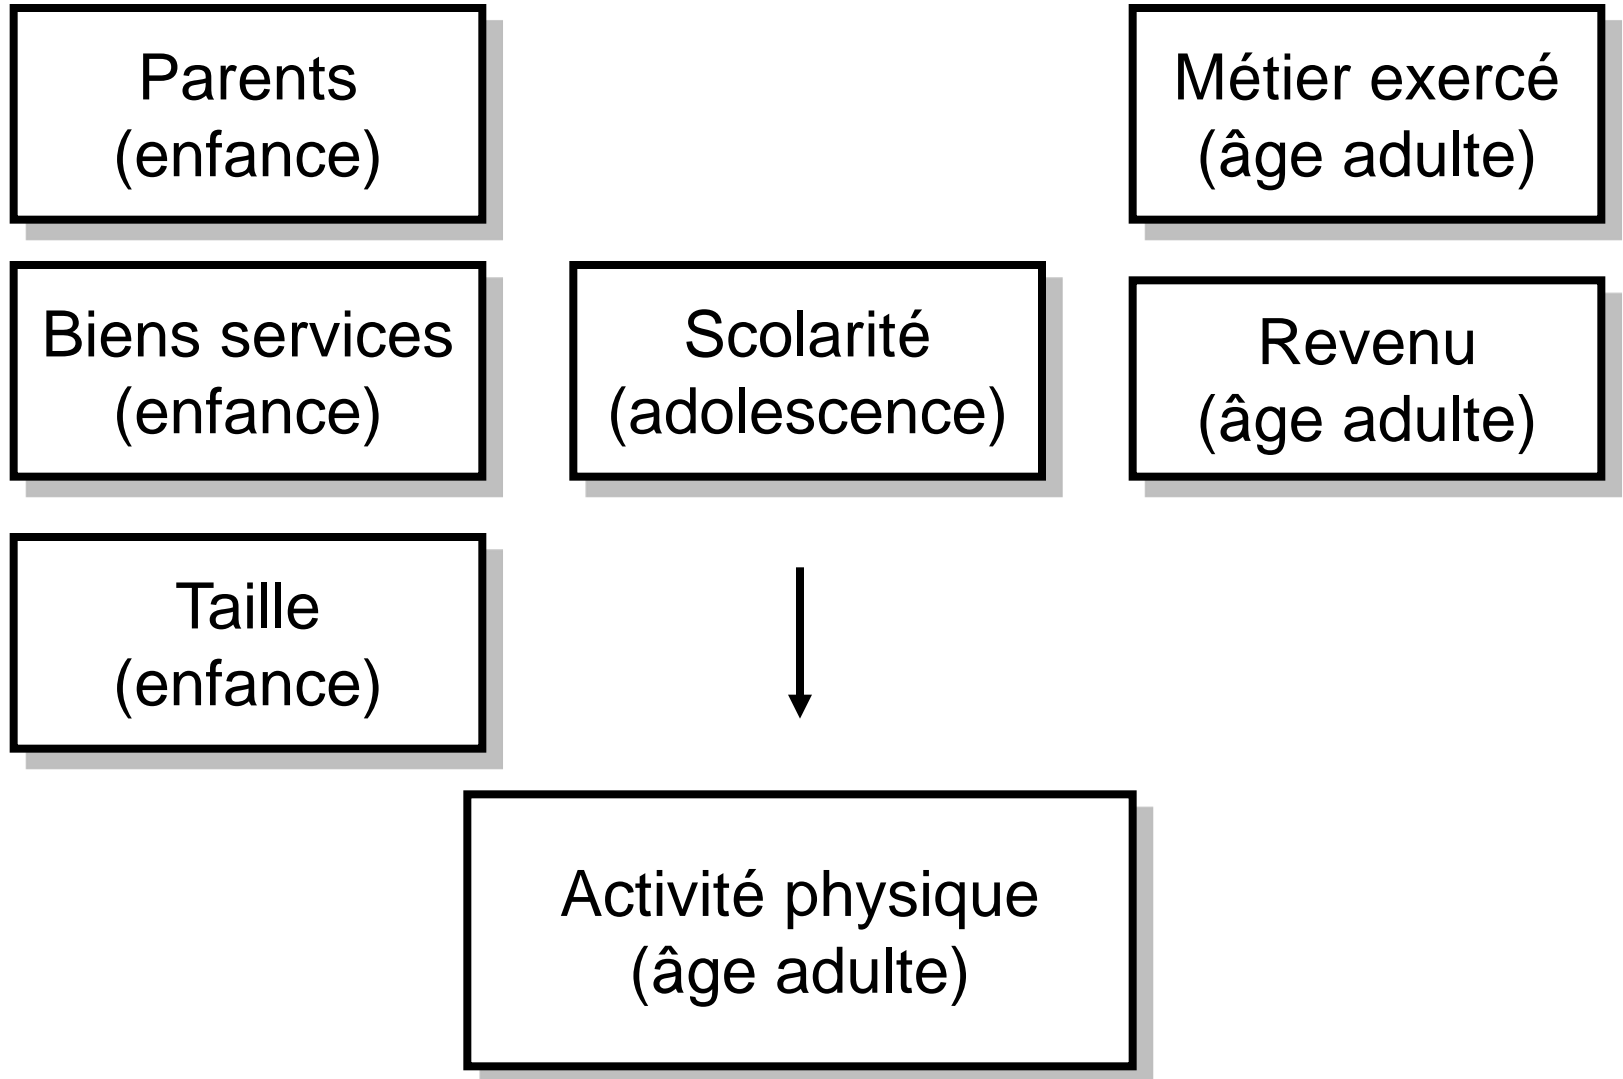 Parents
(enfance)
Métier exercé
(âge adulte)
Biens services
(enfance)
Scolarité
(adolescence)
Revenu
(âge adulte)
Taille
(enfance)
Activité physique
(âge adulte)